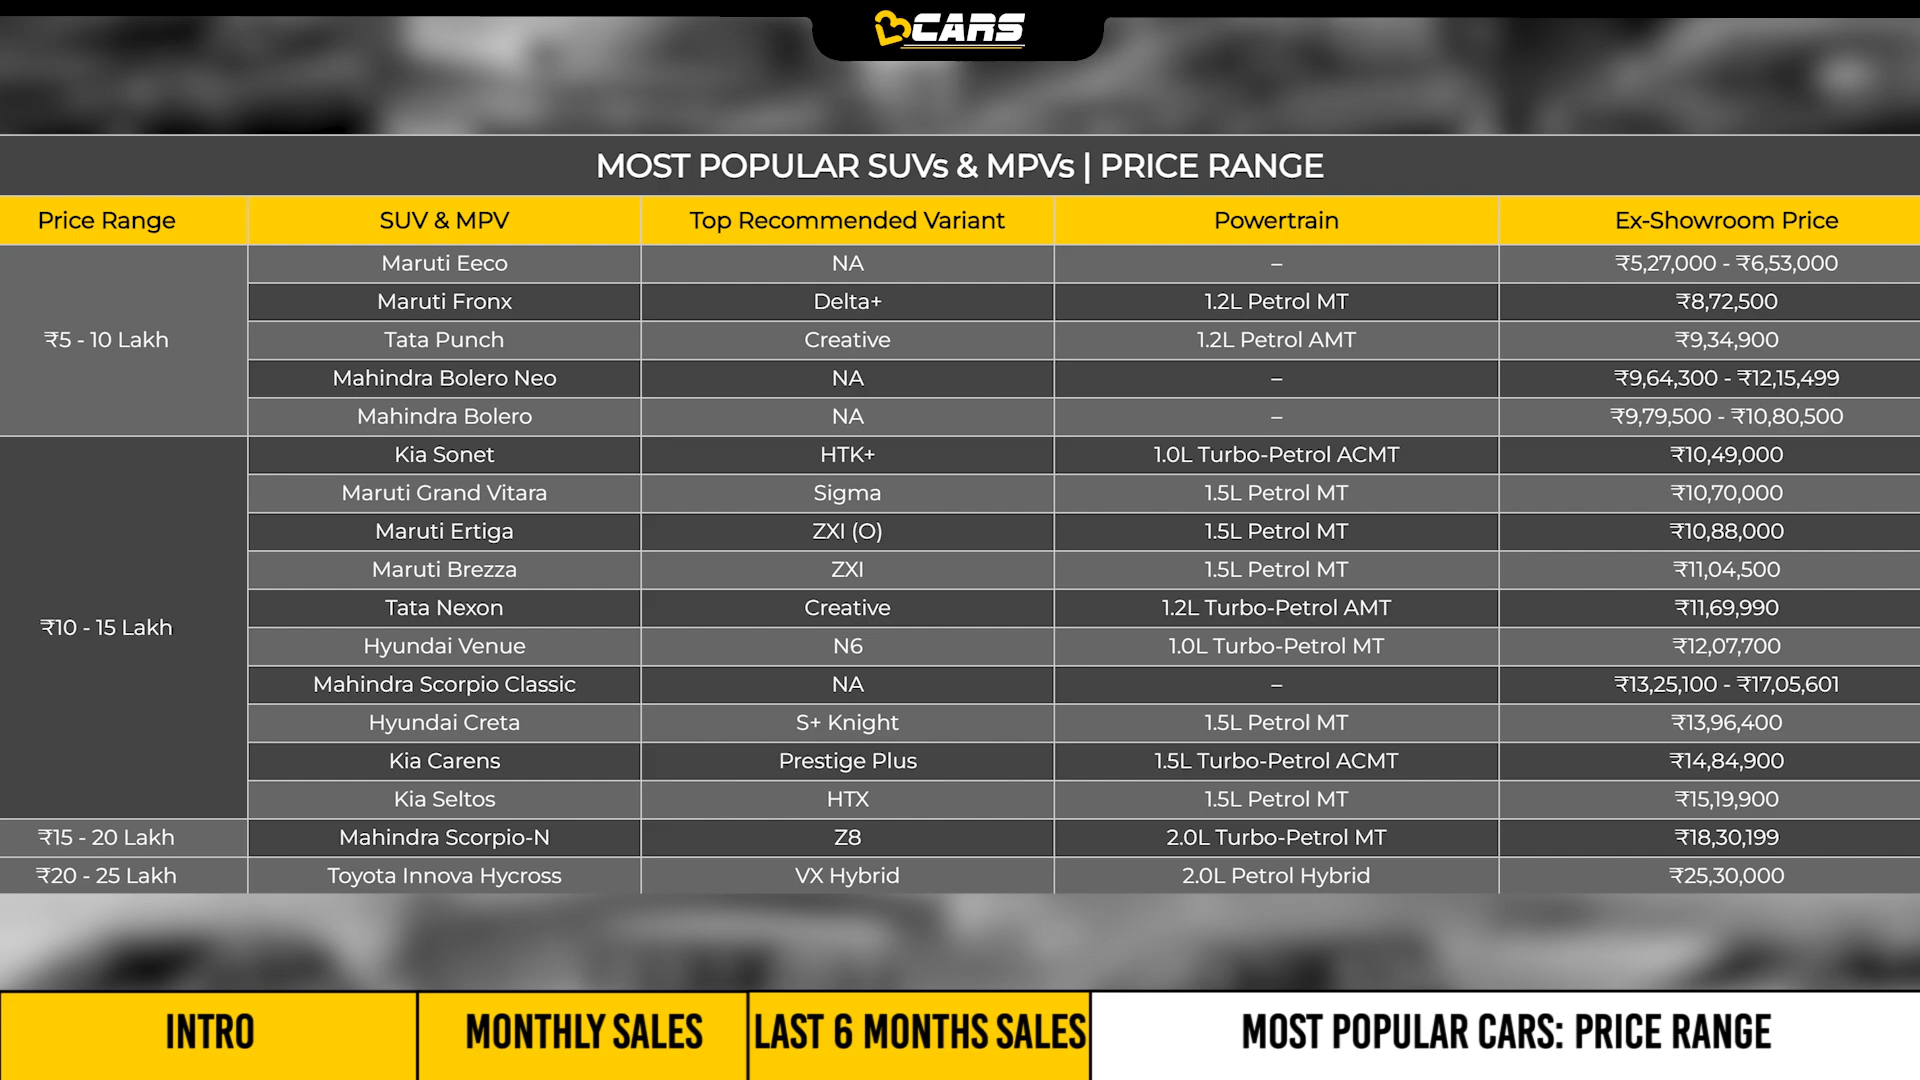 CARS
MOST POPULAR SUVs & MPVs | PRICE RANGE
Price Range SUV & MPV Top Recommended Variant Powertrain Ex-Showroom Price
₹5 - 10 Lakh
Maruti Eeco NA – ₹5,27,000 - ₹6,53,000
Maruti Fronx Delta+ 1.2L Petrol MT ₹8,72,500
Tata Punch Creative 1.2L Petrol AMT ₹9,34,900
Mahindra Bolero Neo NA – ₹9,64,300 - ₹12,15,499
Mahindra Bolero NA – ₹9,79,500 - ₹10,80,500
₹10 - 15 Lakh
Kia Sonet HTK+ 1.0L Turbo-Petrol ACMT ₹10,49,000
Maruti Grand Vitara Sigma 1.5L Petrol MT ₹10,70,000
Maruti Ertiga ZXI (O) 1.5L Petrol MT ₹10,88,000
Maruti Brezza ZXI 1.5L Petrol MT ₹11,04,500
Tata Nexon Creative 1.2L Turbo-Petrol AMT ₹11,69,990
Hyundai Venue N6 1.0L Turbo-Petrol MT ₹12,07,700
Mahindra Scorpio Classic NA – ₹13,25,100 - ₹17,05,601
Hyundai Creta S+ Knight 1.5L Petrol MT ₹13,96,400
Kia Carens Prestige Plus 1.5L Turbo-Petrol ACMT ₹14,84,900
Kia Seltos HTX 1.5L Petrol MT ₹15,19,900
₹15 - 20 Lakh Mahindra Scorpio-N Z8 2.0L Turbo-Petrol MT ₹18,30,199
₹20 - 25 Lakh Toyota Innova Hycross VX Hybrid 2.0L Petrol Hybrid ₹25,30,000
INTRO MONTHLY SALES LAST 6 MONTHS SALES MOST POPULAR CARS: PRICE RANGE